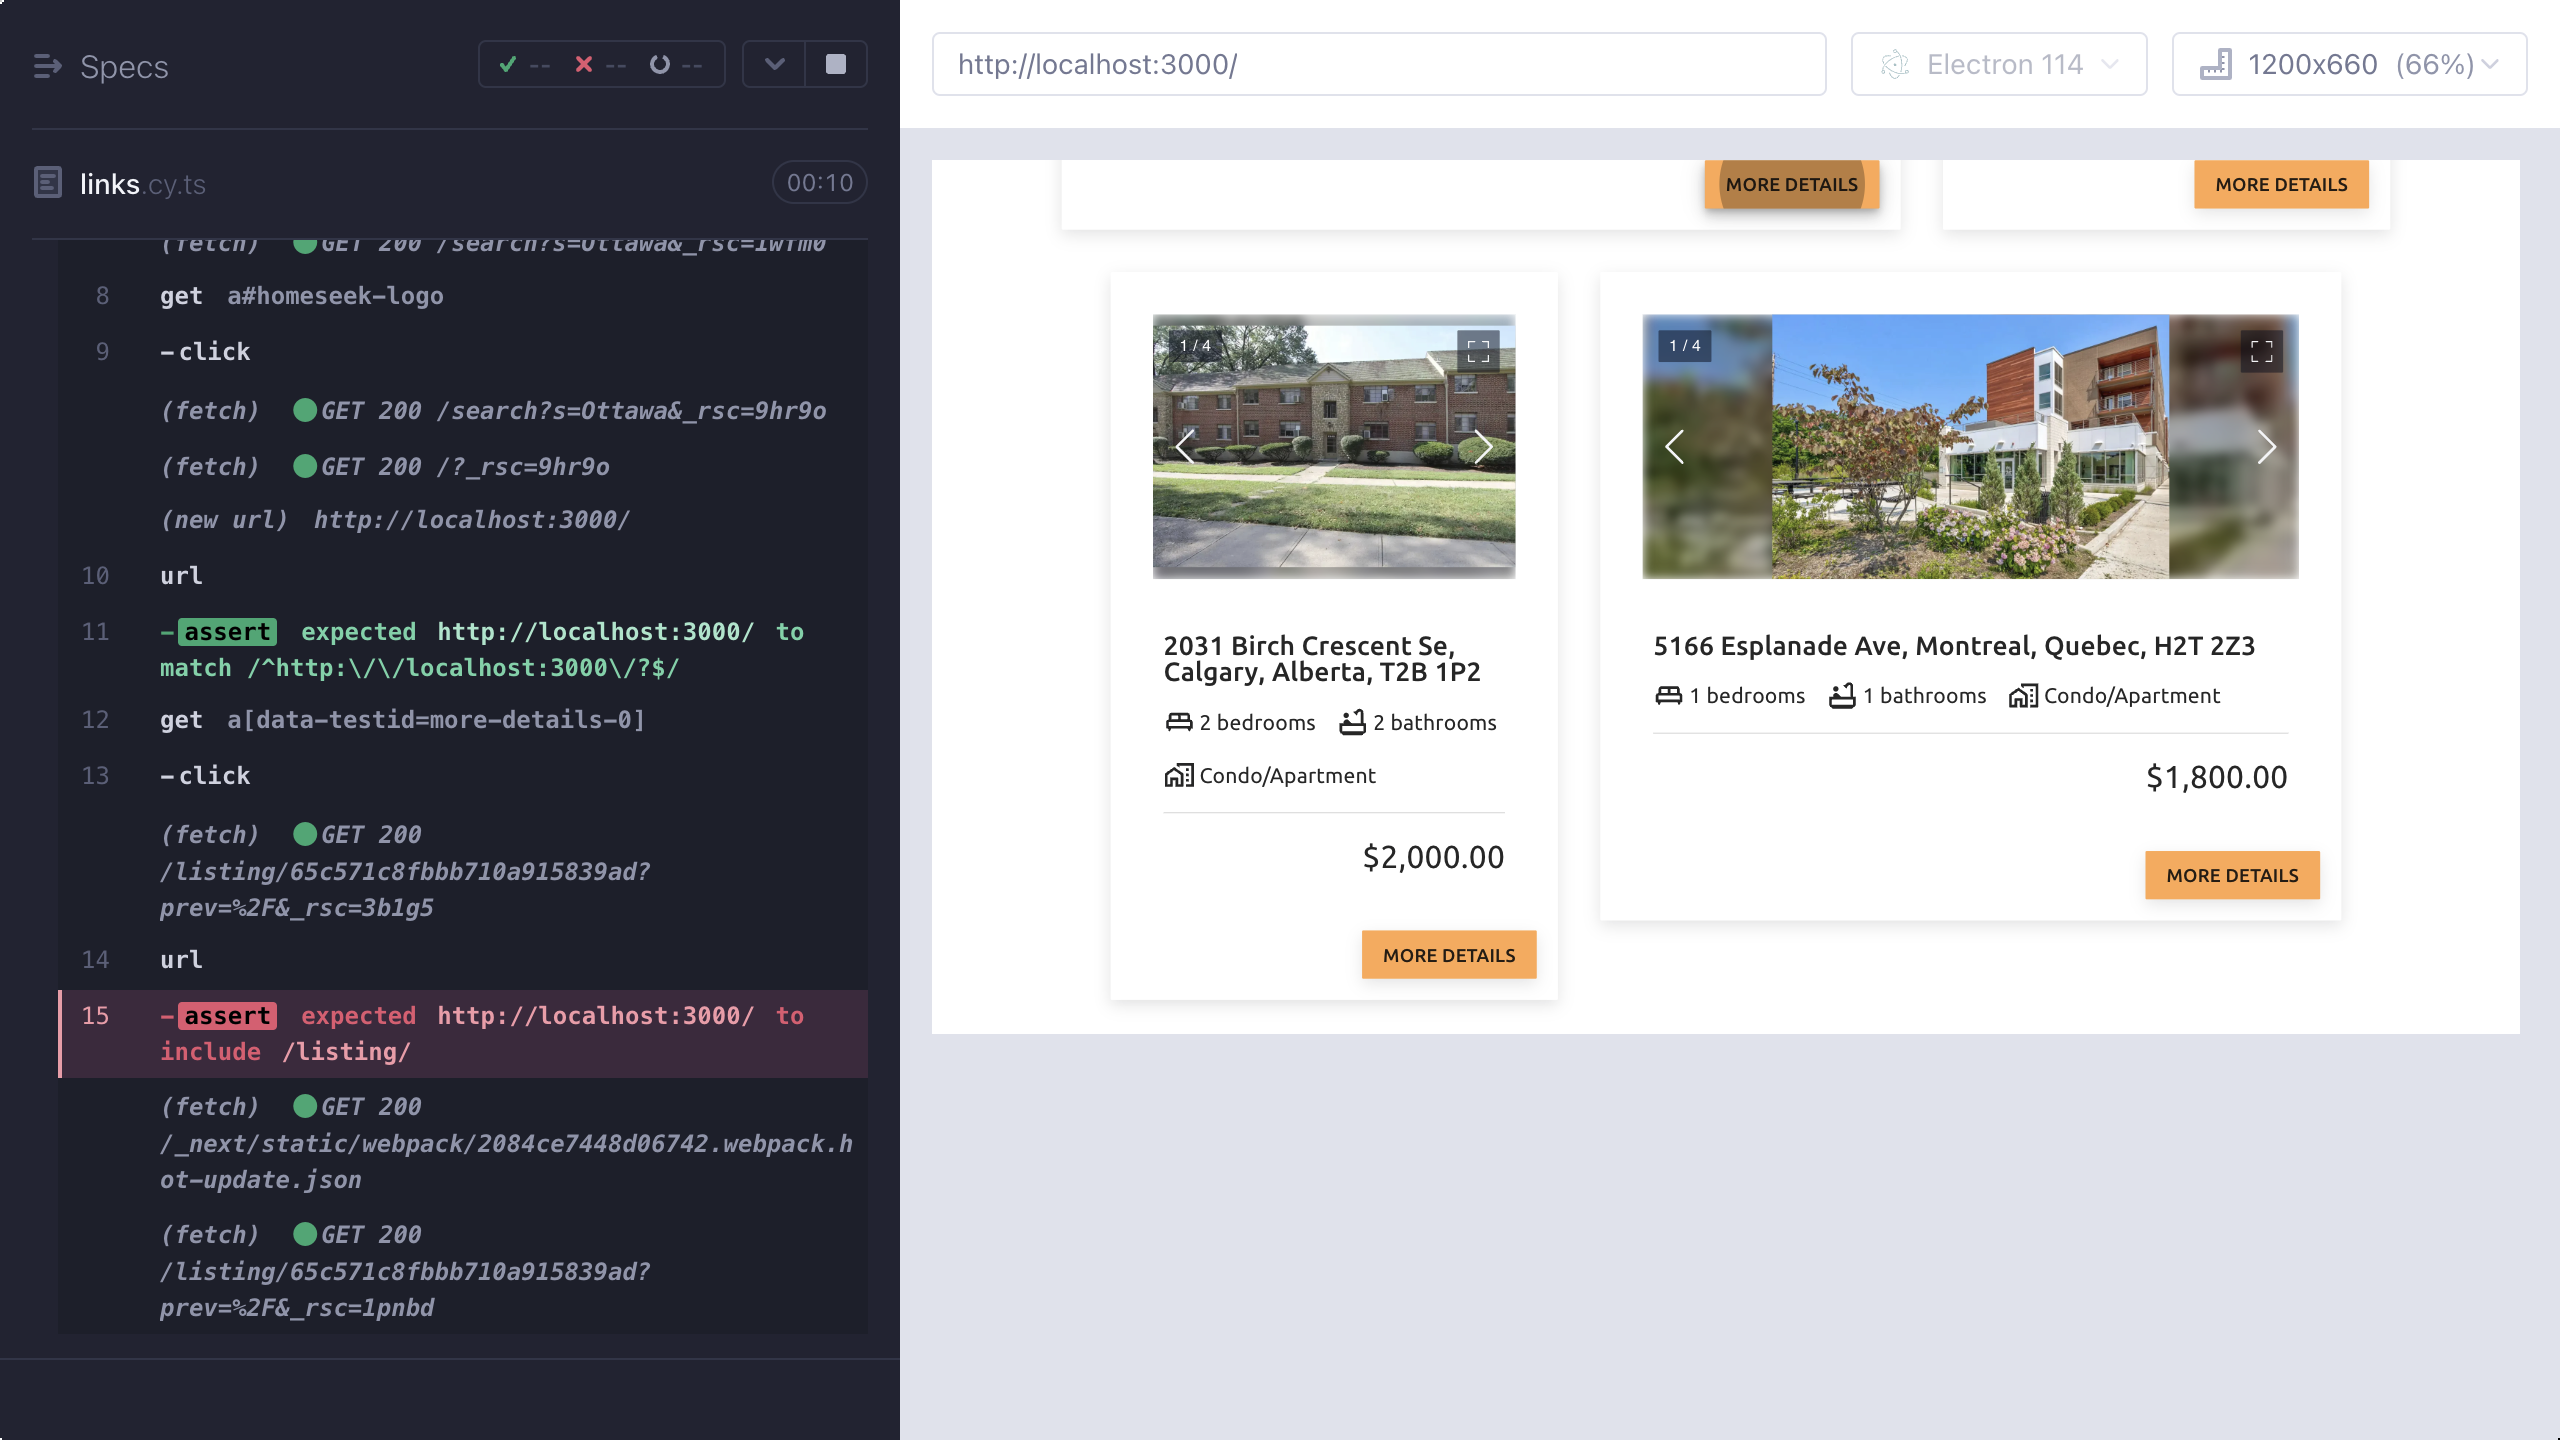 Specs
-- -- --
links.cy.ts
00:10
(fetch) GET 200 /search?s=Ottawa&_rsc=1wfm0
8 get a#homeseek-logo
9 -click
(fetch) GET 200 /search?s=Ottawa&_rsc=9hr9o
(fetch) GET 200 /?_rsc=9hr9o
(new url) http://localhost:3000/
10 url
11 -assert expected http://localhost:3000/ to
match /^http:\/\/localhost:3000\/?$/
12 get a[data-testid=more-details-0]
13 -click
(fetch) GET 200
/listing/65c571c8fbbb710a915839ad?
prev=%2F&_rsc=3b1g5
14 url
15 -assert expected http://localhost:3000/ to
include /listing/
(fetch) GET 200
/_next/static/webpack/2084ce7448d06742.webpack.h
ot-update.json
(fetch) GET 200
/listing/65c571c8fbbb710a915839ad?
prev=%2F&_rsc=1pnbd
http://localhost:3000/
Electron 114
1200x660 (66%)
MORE DETAILS
MORE DETAILS
1 / 4
2031 Birch Crescent Se,
Calgary, Alberta, T2B 1P2
2 bedrooms 2 bathrooms
Condo/Apartment
$2,000.00
MORE DETAILS
1 / 4
5166 Esplanade Ave, Montreal, Quebec, H2T 2Z3
1 bedrooms 1 bathrooms Condo/Apartment
$1,800.00
MORE DETAILS